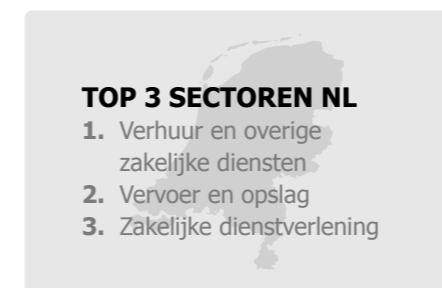 TOP 3 SECTOREN NL
1. Verhuur en overige
zakelijke diensten
2. Vervoer en opslag
3. Zakelijke dienstverlening